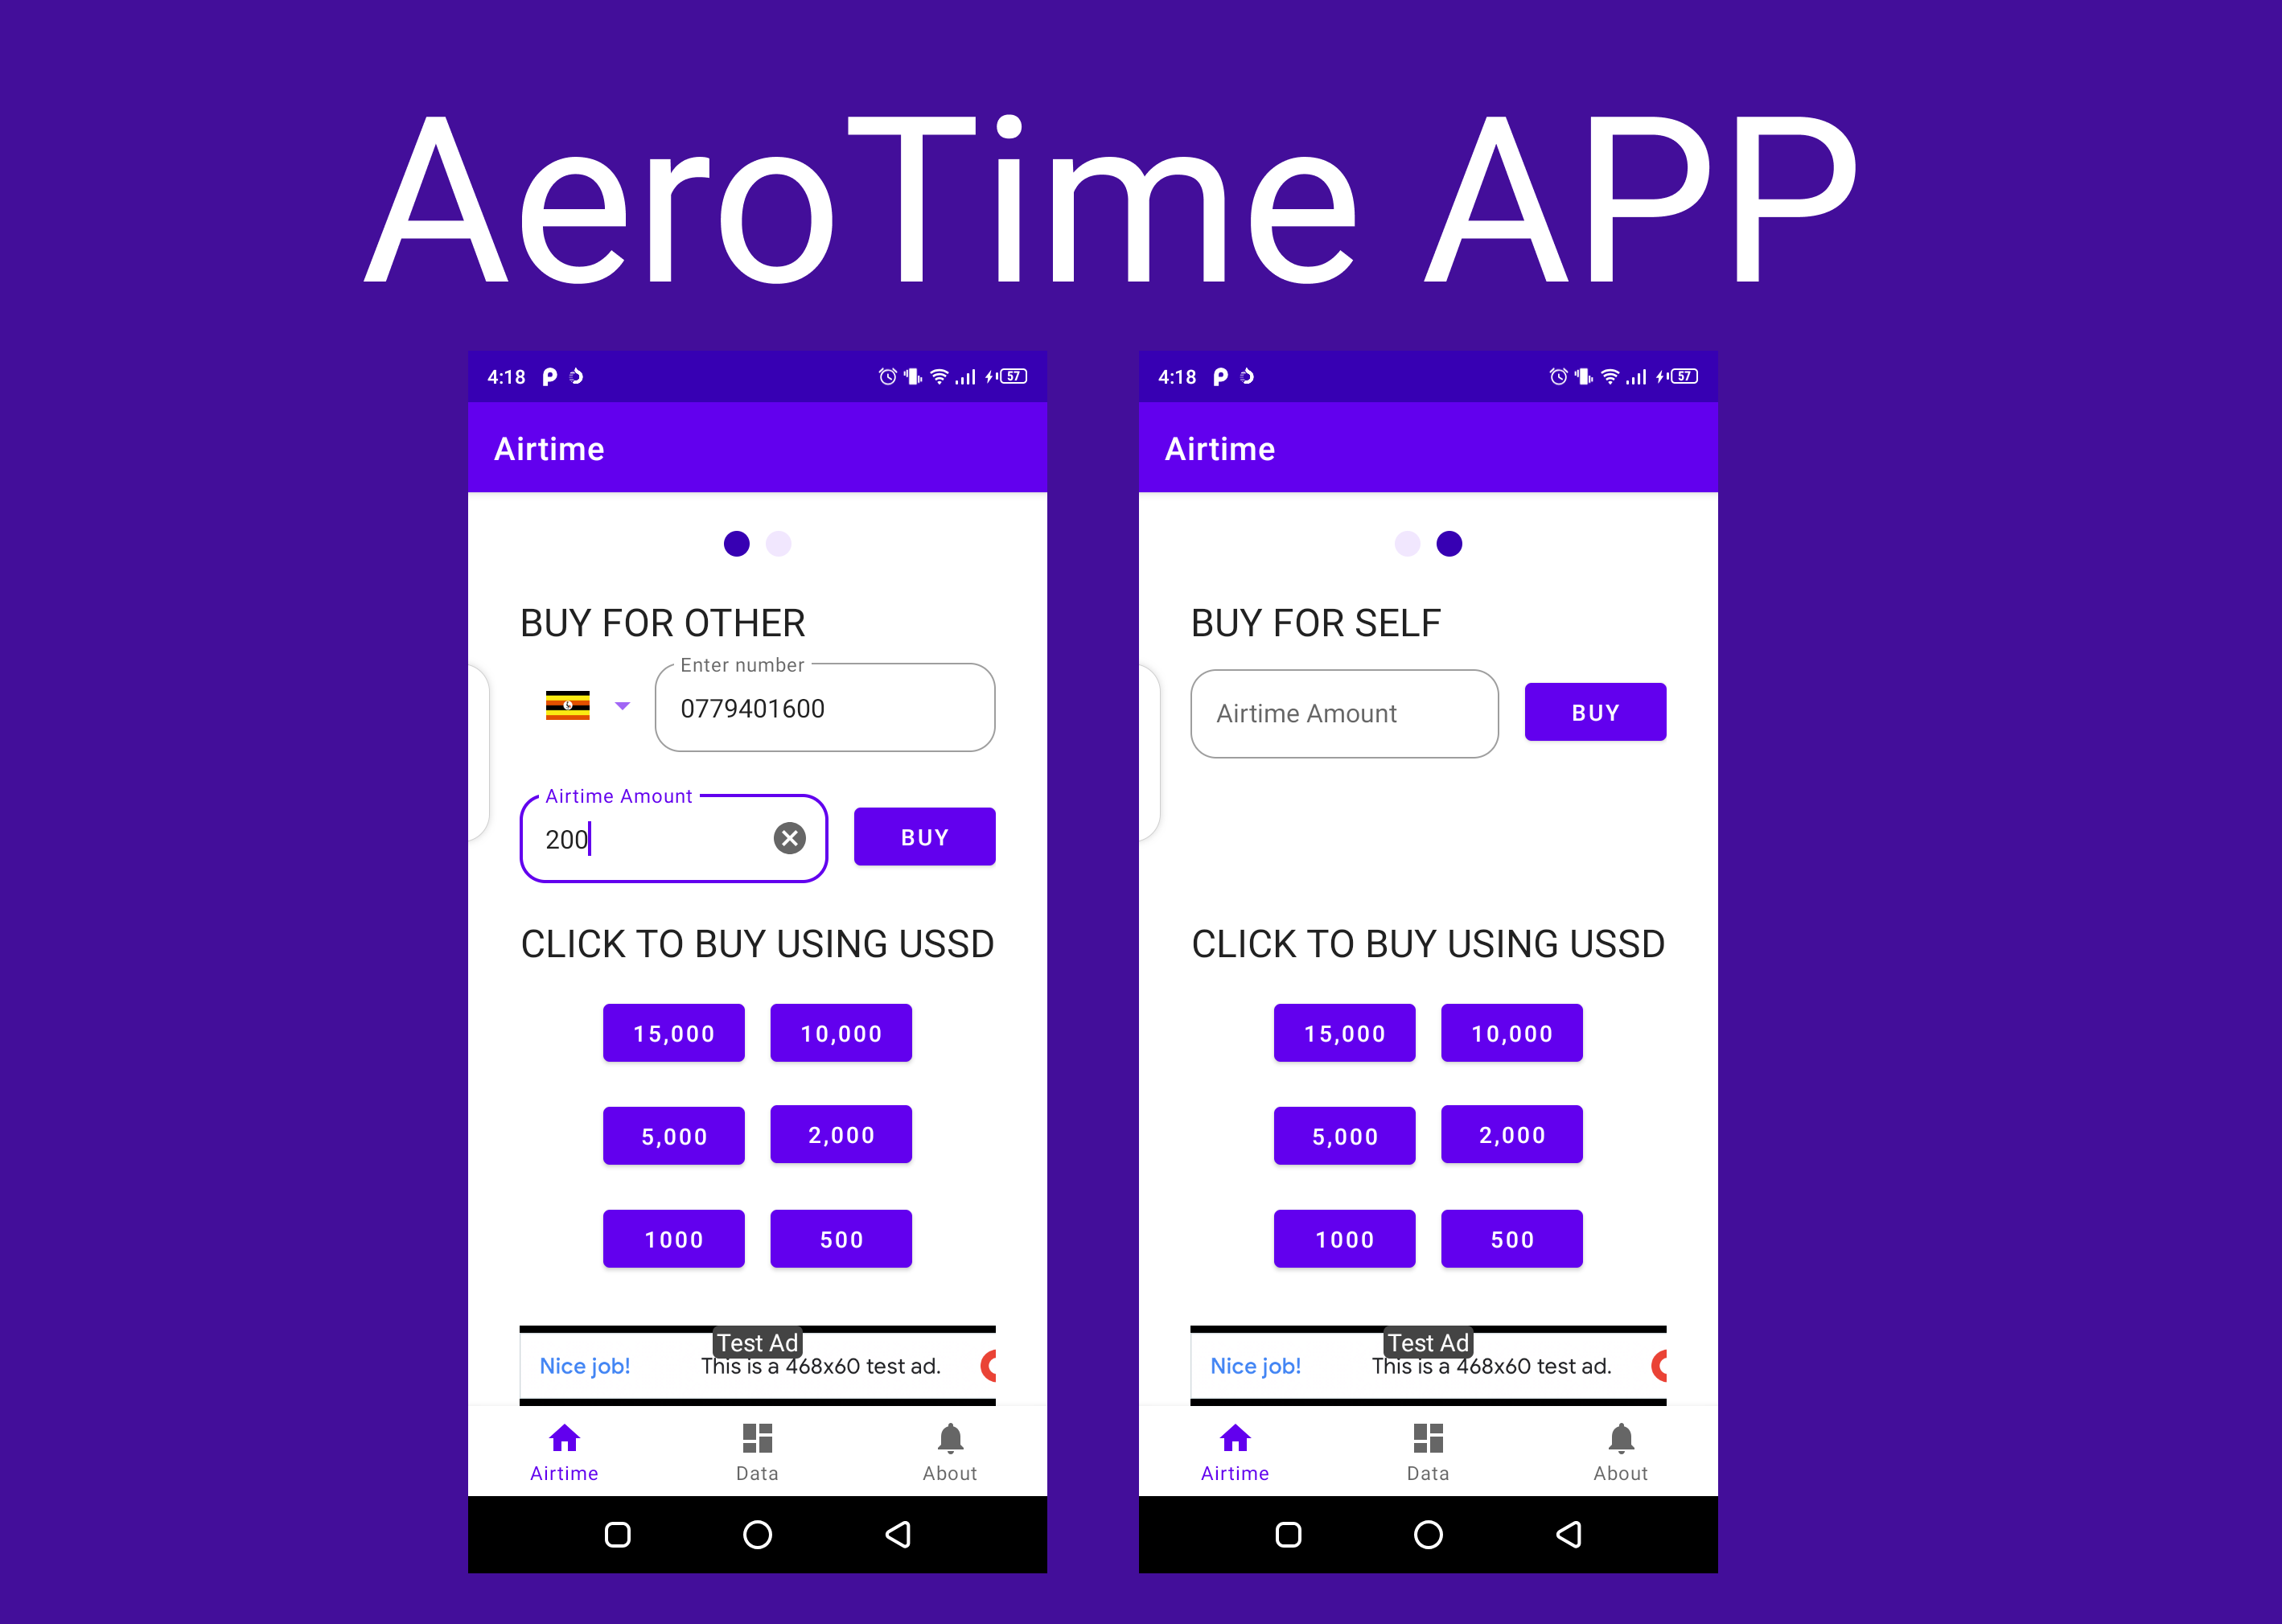 AeroTime APP
4:18
57
Airtime
BUY FOR OTHER
Enter number
0779401600
Airtime Amount
200
BUY
CLICK TO BUY USING USSD
15,000 10,000
5,000 2,000
1000 500
Test Ad
Nice job! This is a 468x60 test ad.
Airtime Data About
4:18
57
Airtime
BUY FOR SELF
Airtime Amount
BUY
CLICK TO BUY USING USSD
15,000 10,000
5,000 2,000
1000 500
Test Ad
Nice job! This is a 468x60 test ad.
Airtime Data About